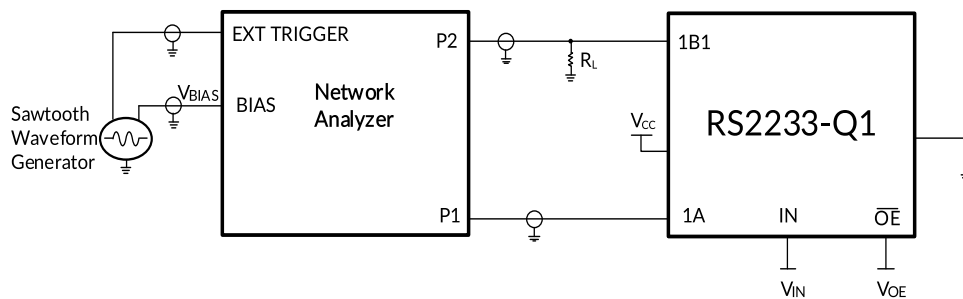 EXT TRIGGER
P2
1B1
RL
VBIAS
BIAS
Network
Analyzer
Sawtooth
Waveform
Generator
VCC
RS2233-Q1
P1
1A
IN
OE
VIN
VOE